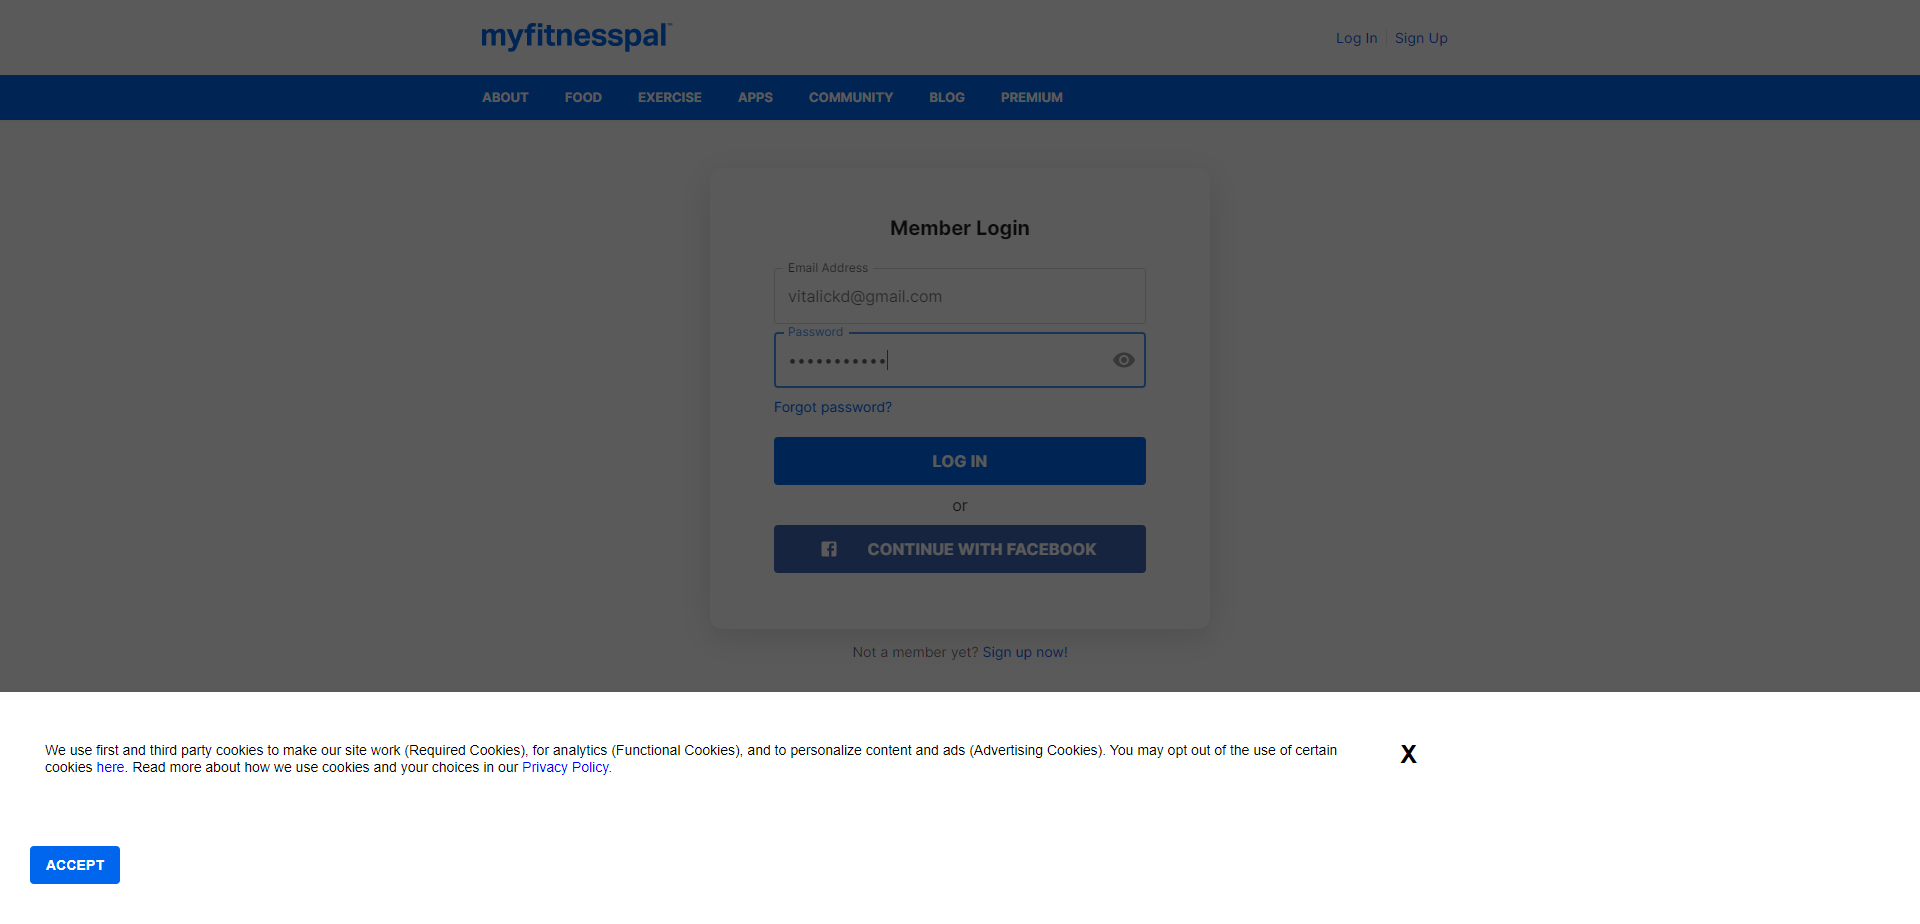 myfitnesspal™
Log In
Sign Up
ABOUT FOOD EXERCISE APPS COMMUNITY BLOG PREMIUM
Member Login
Email Address
vitalickd@gmail.com
Password
•••••••••••
Forgot password?
LOG IN
or
CONTINUE WITH FACEBOOK
Not a member yet? Sign up now!
We use first and third party cookies to make our site work (Required Cookies), for analytics (Functional Cookies), and to personalize content and ads (Advertising Cookies). You may opt out of the use of certain
cookies here. Read more about how we use cookies and your choices in our Privacy Policy.
X
ACCEPT